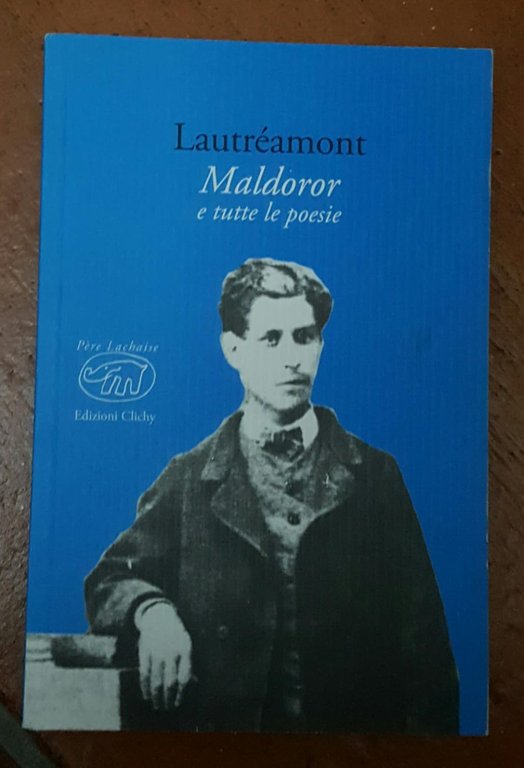 Lautréamont
Maldoror
e tutte le poesie
Père Lachaise
Edizioni Clichy